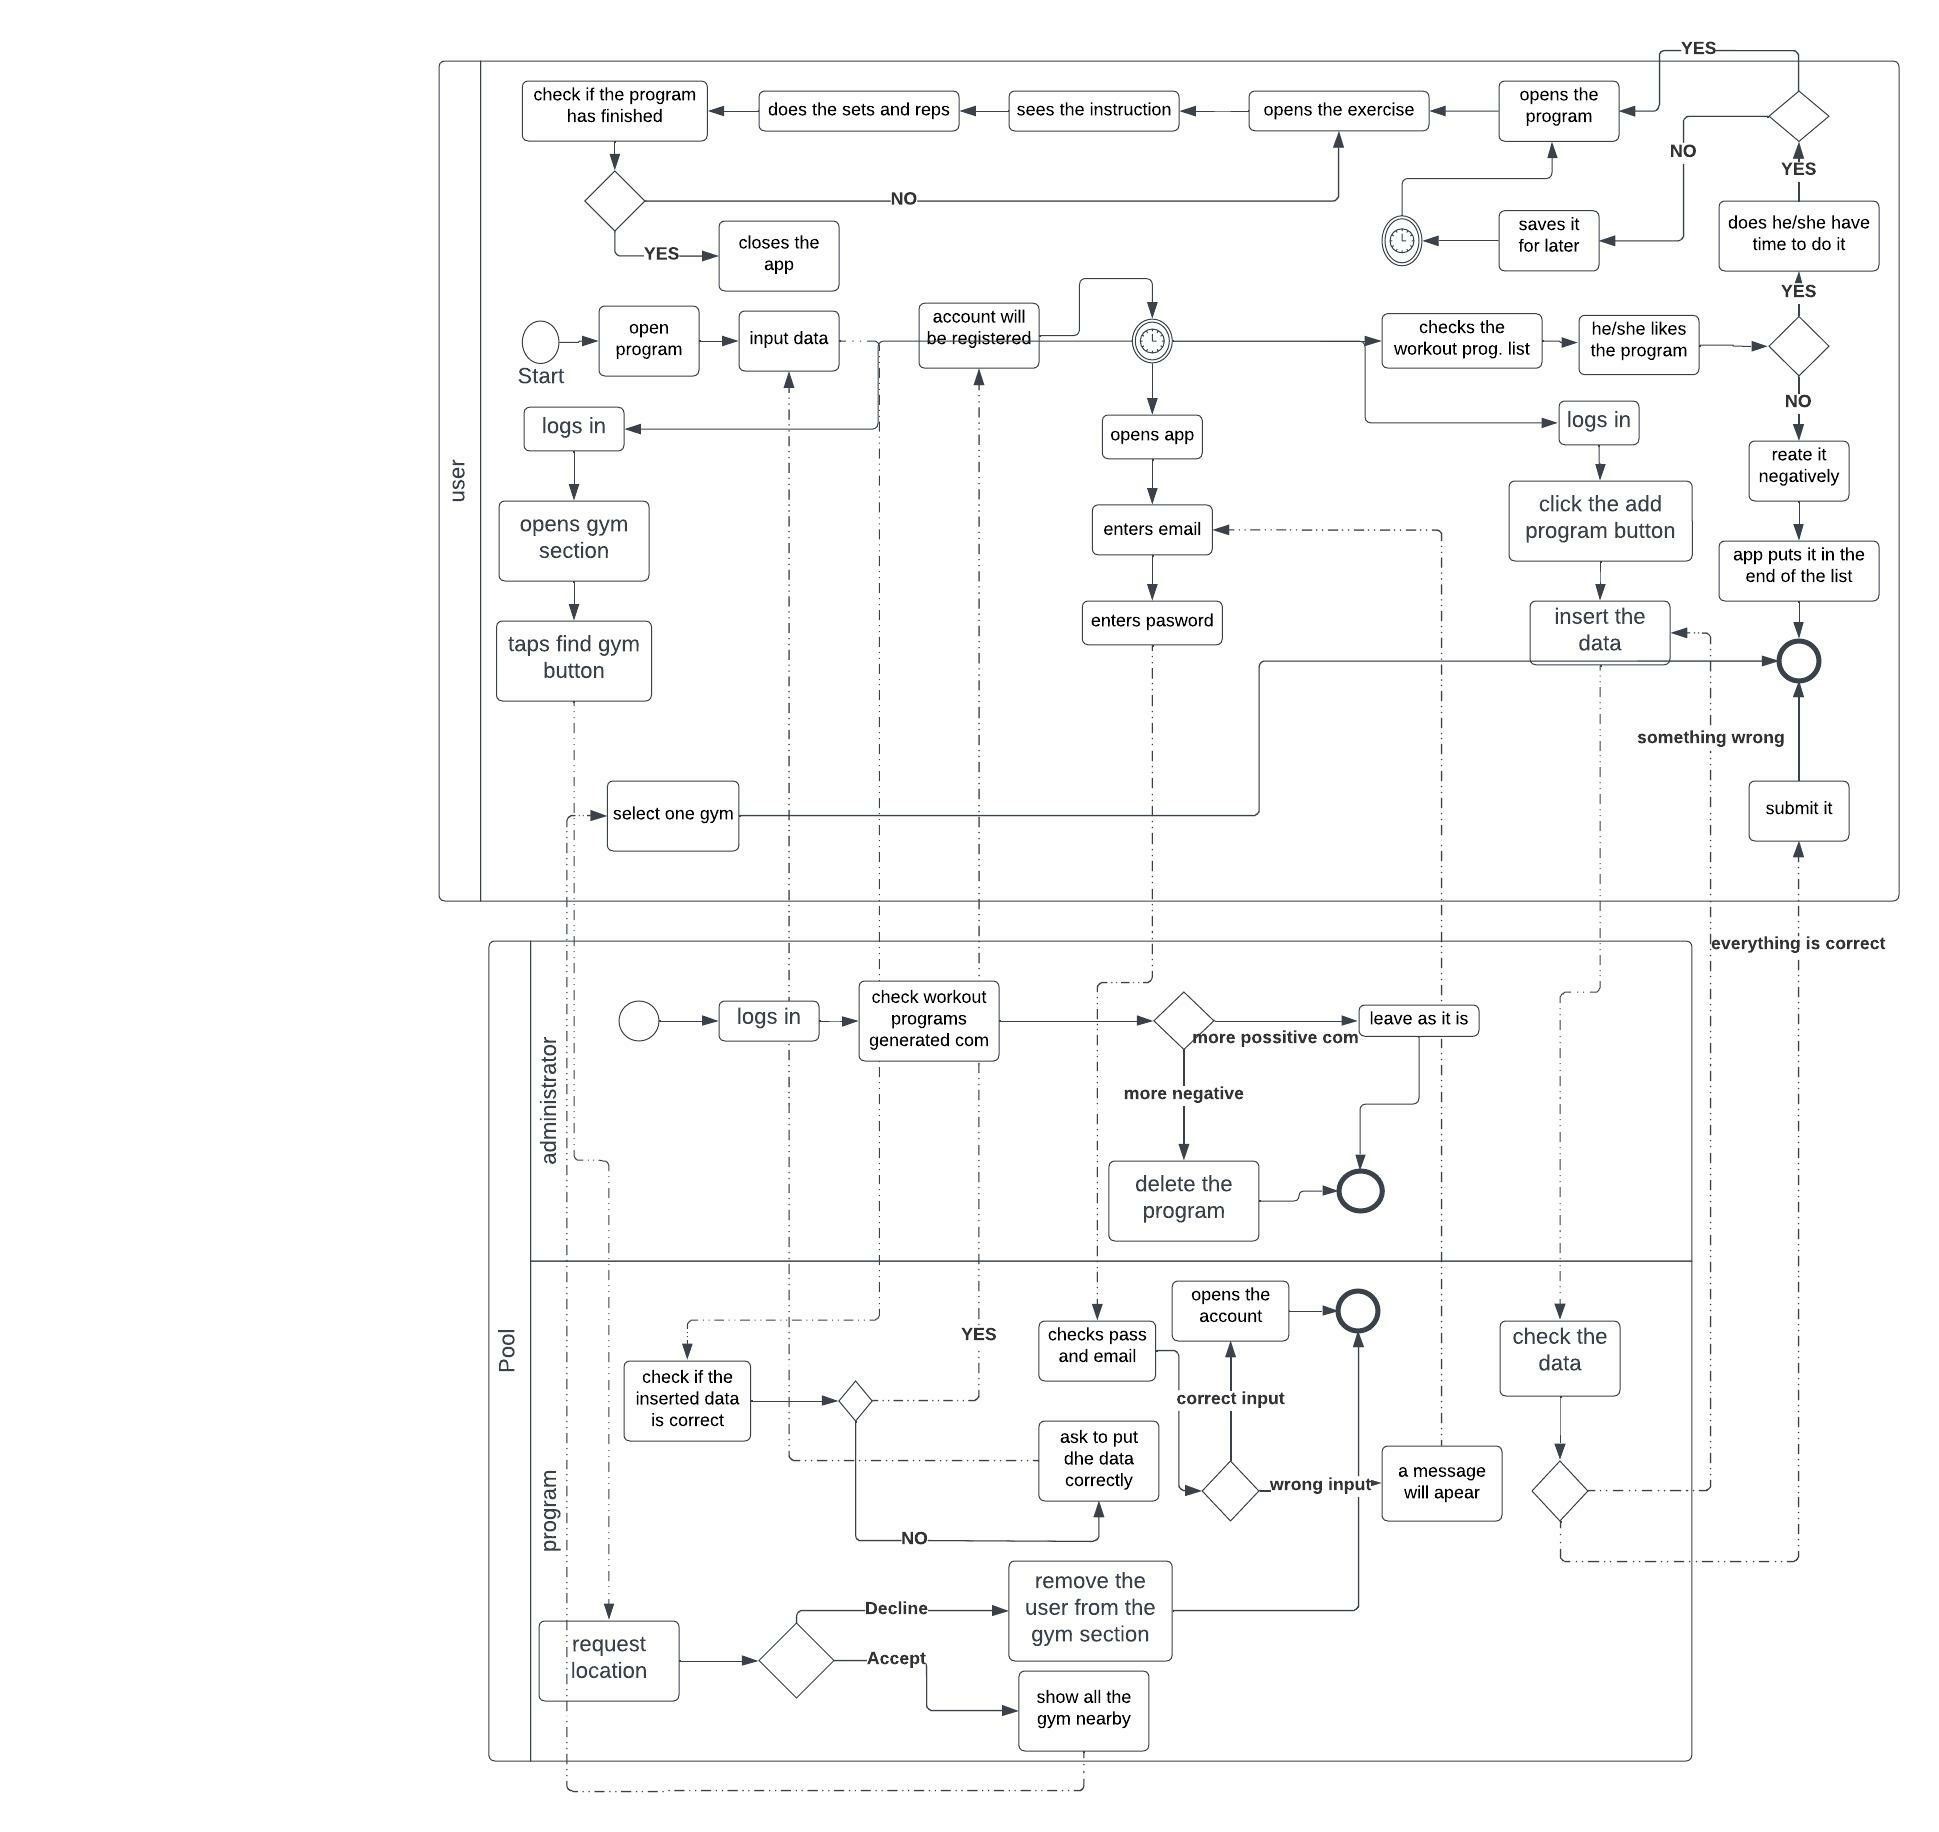 YES
check if the program
has finished
does the sets and reps
sees the instruction
opens the exercise
opens the
program
NO
YES
NO
closes the
app
YES
saves it
for later
does he/she have
time to do it
YES
Start
open
program
input data
account will
be registered
checks the
workout prog. list
he/she likes
the program
NO
logs in
opens app
logs in
reate it
negatively
user
opens gym
section
enters email
click the add
program button
app puts it in the
end of the list
taps find gym
button
enters pasword
insert the
data
something wrong
select one gym
submit it
everything is correct
Pool
administrator
logs in
check workout
programs
generated com
leave as it is
more possitive com
more negative
delete the
program
program
opens the
account
YES
checks pass
and email
check the
data
check if the
inserted data
is correct
correct input
ask to put
dhe data
correctly
wrong input
a message
will apear
NO
remove the
user from the
gym section
Decline
request
location
Accept
show all the
gym nearby